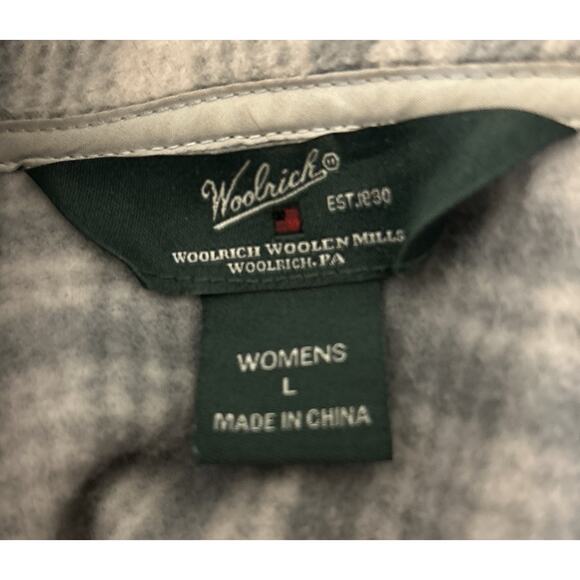 Woolrich®
EST.1830
WOOLRICH WOOLEN MILLS
WOOLRICH, PA
WOMENS
L
MADE IN CHINA